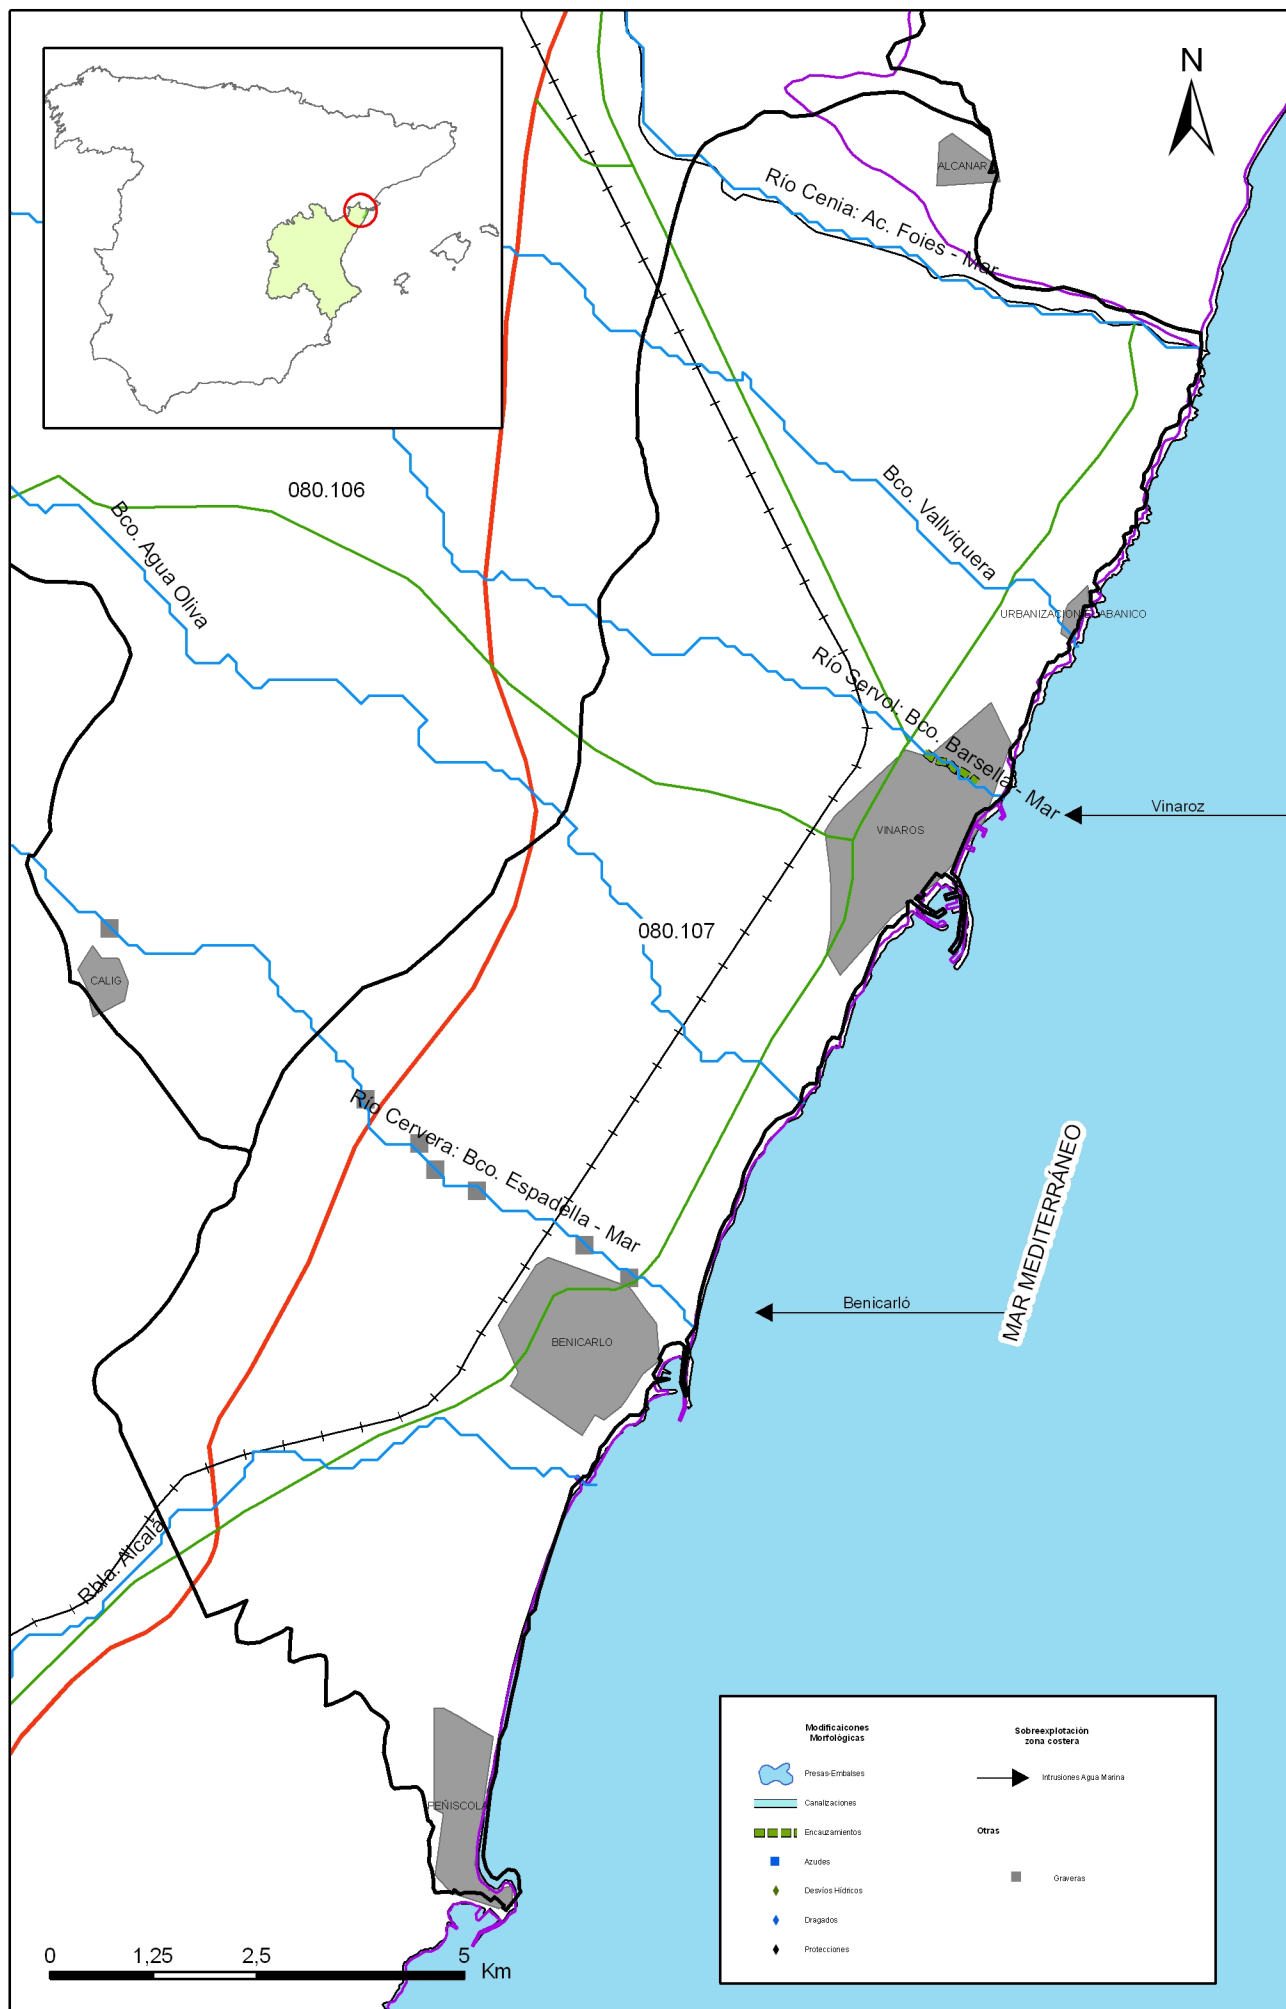 N
ALCANAR
Río Cenia: Ac. Foies - Mar
080.106
Bco. Vallviquera
Bco. Agua Oliva
URBANIZACION EL ABANICO
Río Servol: Bco. Barsella - Mar
Vinaroz
VINAROS
080.107
CALIG
Río Cervera: Bco. Espadella - Mar
MAR MEDITERRÁNEO
Benicarló
BENICARLO
Rbla. Alcalá
PEÑISCOLA
Modificaicones
Morfológicas
Sobreexplotación
zona costera
Presas-Embalses
Intrusiones Agua Marina
Canalizaciones
Encauzamientos
Otras
Azudes
Graveras
Desvíos Hídricos
Dragados
Protecciones
0 1,25 2,5 5
Km